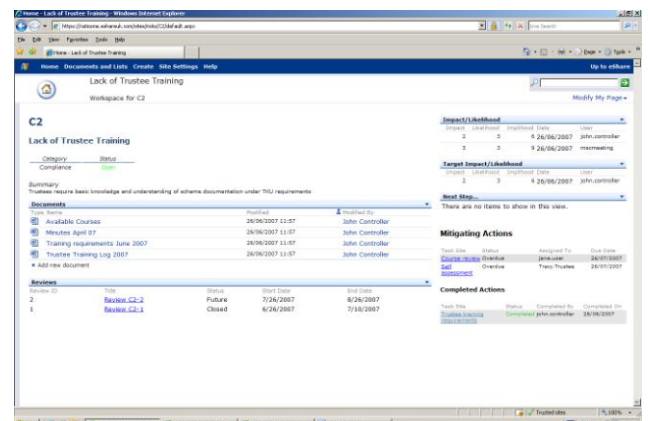 Home - Lack of Trustee Training - Windows Internet Explorer
Live Search
File Edit View Favorites Tools Help
Home - Lack of Trustee Training
Page Tools
Home Documents and Lists Create Site Settings Help
Up to eShare
Lack of Trustee Training
Workspace for C2
Modify My Page
C2
Lack of Trustee Training
Category Status
Compliance Open
Summary
Trustees require basic knowledge and understanding of scheme documentation under TKU requirements
Documents
Type Name Modified Modified By
Available Courses 26/06/2007 11:57 John Controller
Minutes April 07 26/06/2007 11:57 John Controller
Training requirements June 2007 26/06/2007 11:57 John Controller
Trustee Training Log 2007 26/06/2007 11:57 John Controller
Add new document
Reviews
Review ID Title Status Start Date End Date
2 Review C2-2 Future 7/26/2007 8/26/2007
1 Review C2-1 Closed 6/26/2007 7/10/2007
Impact/Likelihood
Impact Likelihood Implihood Date User
2 3 6 26/06/2007 john.controller
3 3 9 26/06/2007 macmeeting
Target Impact/Likelihood
Impact Likelihood Implihood Date User
2 3 6 26/06/2007 john.controller
Next Step...
There are no items to show in this view.
Mitigating Actions
Task Site Status Assigned To Due Date
Course review Overdue jane.user 26/07/2007
Self assessment Overdue Tracy.Trustee 26/07/2007
Completed Actions
Task Site Status Completed By Completed On
Trustee training requirements Completed john.controller 26/06/2007
Trusted sites 100%